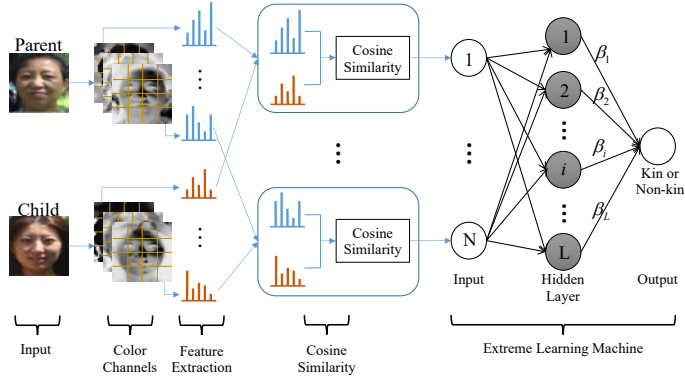 Parent
Child
Cosine
Similarity
Cosine
Similarity
1
N
1
2
i
L
β1
β2
βi
βL
Kin or
Non-kin
Input
Hidden
Layer
Output
Input
Color
Channels
Feature
Extraction
Cosine
Similarity
Extreme Learning Machine